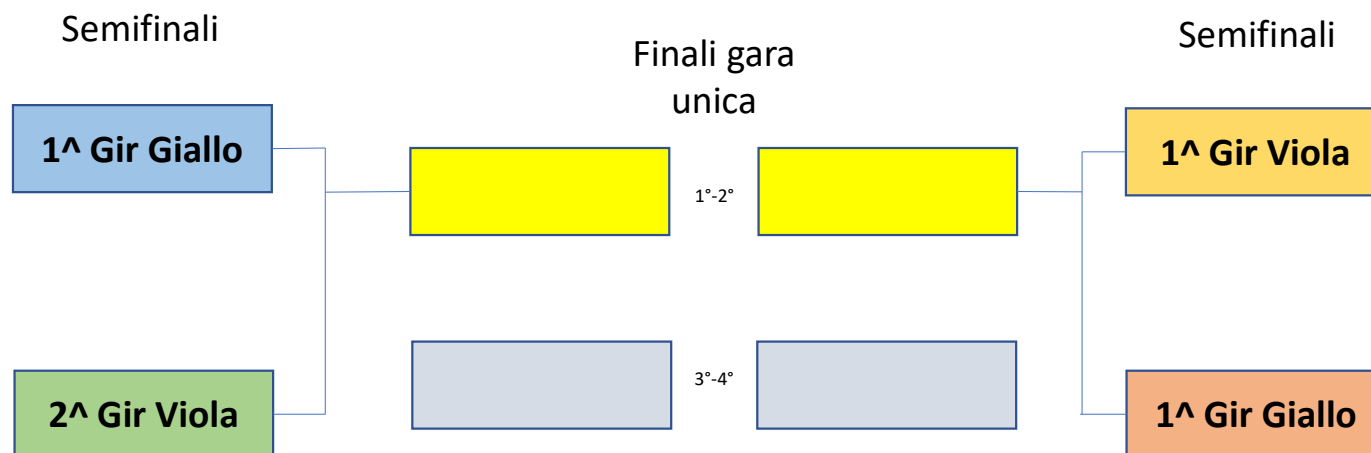 Semifinali
Finali gara
unica
Semifinali
1^ Gir Giallo
1^ Gir Viola
1°-2°
3°-4°
2^ Gir Viola
1^ Gir Giallo